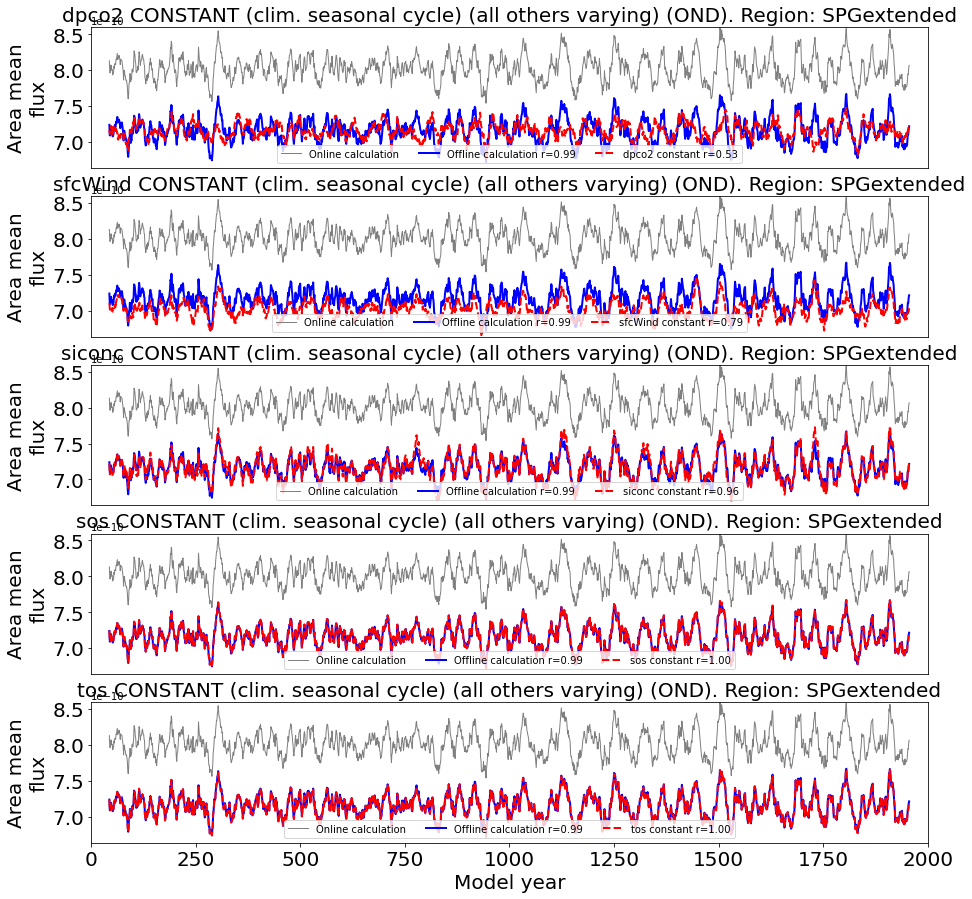 dpco2 CONSTANT (clim. seasonal cycle) (all others varying) (OND). Region: SPGextended
1e−10
8.5
8.0
7.5
7.0
Area mean
flux
Online calculation
Offline calculation r=0.99
dpco2 constant r=0.53
sfcWind CONSTANT (clim. seasonal cycle) (all others varying) (OND). Region: SPGextended
1e−10
8.5
8.0
7.5
7.0
Area mean
flux
Online calculation
Offline calculation r=0.99
sfcWind constant r=0.79
siconc CONSTANT (clim. seasonal cycle) (all others varying) (OND). Region: SPGextended
1e−10
8.5
8.0
7.5
7.0
Area mean
flux
Online calculation
Offline calculation r=0.99
siconc constant r=0.96
sos CONSTANT (clim. seasonal cycle) (all others varying) (OND). Region: SPGextended
1e−10
8.5
8.0
7.5
7.0
Area mean
flux
Online calculation
Offline calculation r=0.99
sos constant r=1.00
tos CONSTANT (clim. seasonal cycle) (all others varying) (OND). Region: SPGextended
1e−10
8.5
8.0
7.5
7.0
Area mean
flux
Online calculation
Offline calculation r=0.99
tos constant r=1.00
0 250 500 750 1000 1250 1500 1750 2000
Model year